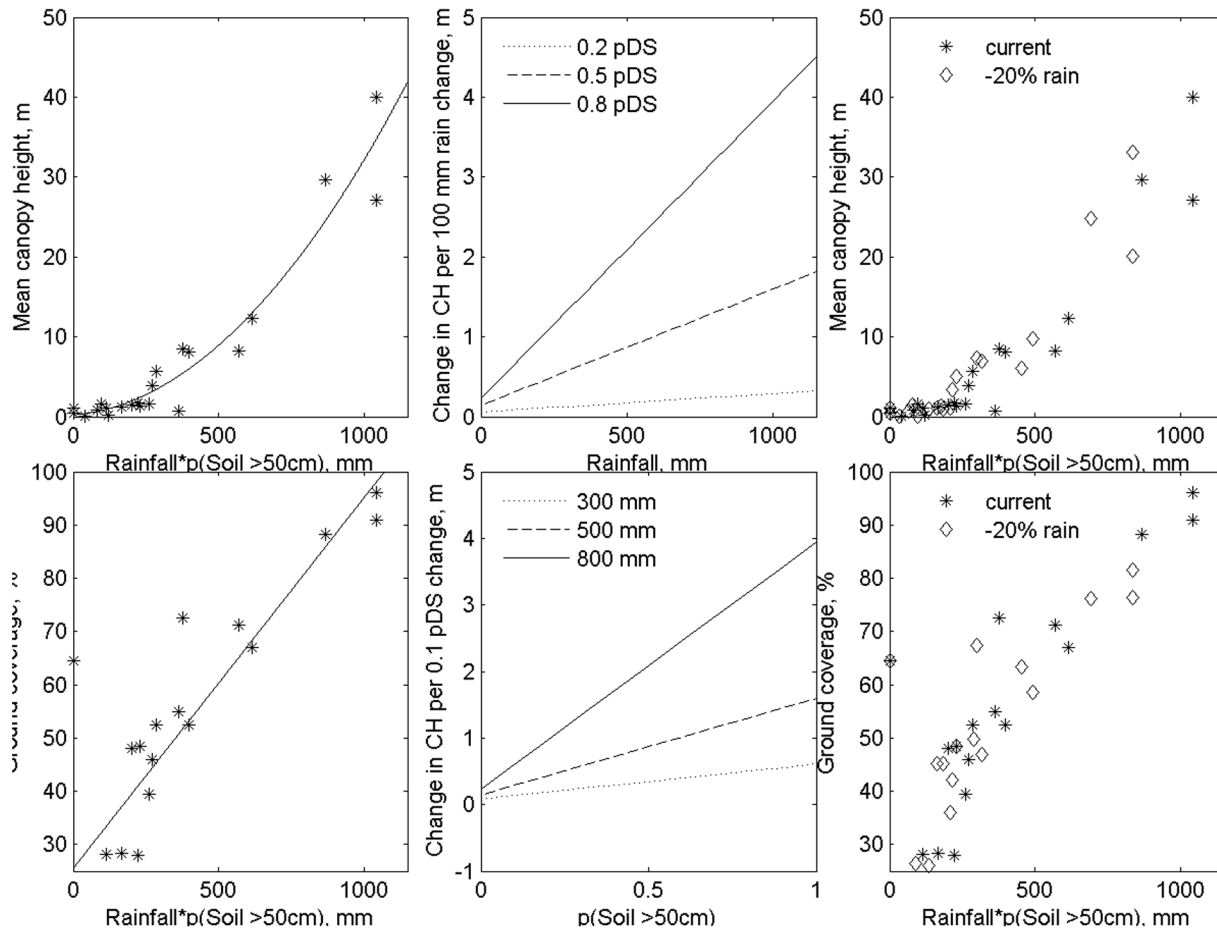 50
40
30
20
10
0
Mean canopy height, m
0 500 1000
Rainfall*p(Soil >50cm), mm
5
4
3
2
1
0
Change in CH per 100 mm rain change, m
0.2 pDS
0.5 pDS
0.8 pDS
0 500 1000
Rainfall, mm
50
40
30
20
10
0
Mean canopy height, m
current
-20% rain
0 500 1000
Rainfall*p(Soil >50cm), mm
100
90
80
70
60
50
40
30
Ground coverage, %
0 500 1000
Rainfall*p(Soil >50cm), mm
5
4
3
2
1
0
-1
Change in CH per 0.1 pDS change, m
300 mm
500 mm
800 mm
0 0.5 1
p(Soil >50cm)
100
90
80
70
60
50
40
30
Ground coverage, %
current
-20% rain
0 500 1000
Rainfall*p(Soil >50cm), mm